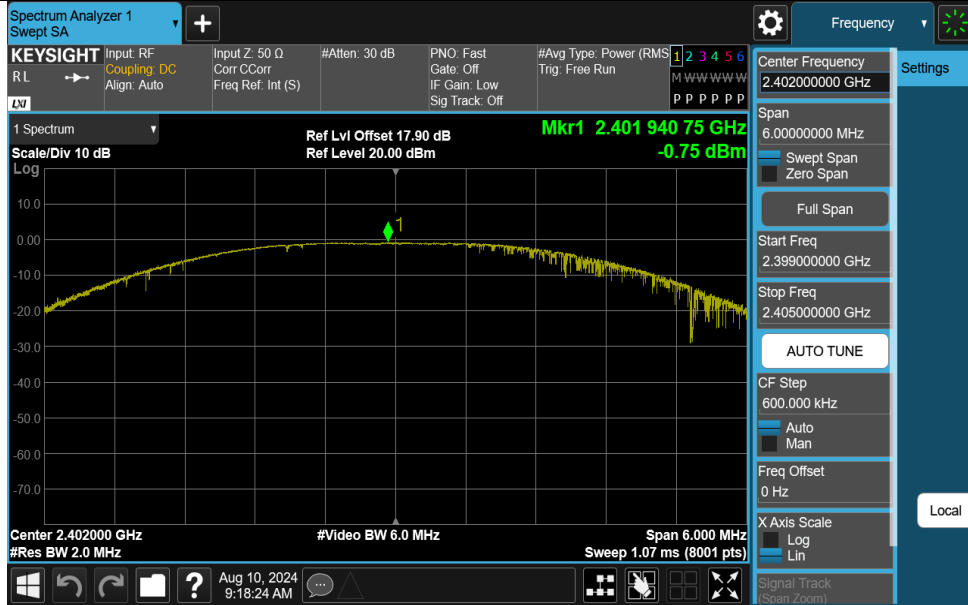 Spectrum Analyzer 1
Swept SA
Frequency
KEYSIGHT
R L
LXI
Input: RF
Coupling: DC
Align: Auto
Input Z: 50 Ω
Corr CCorr
Freq Ref: Int (S)
#Atten: 30 dB
PNO: Fast
Gate: Off
IF Gain: Low
Sig Track: Off
#Avg Type: Power (RMS
Trig: Free Run
1 2 3 4 5 6
M W W W W W
P P P P P P
1 Spectrum
Scale/Div 10 dB
Ref Lvl Offset 17.90 dB
Ref Level 20.00 dBm
Mkr1 2.401 940 75 GHz
-0.75 dBm
Log
1
10.0
0.00
-10.0
-20.0
-30.0
-40.0
-50.0
-60.0
-70.0
Center 2.402000 GHz
#Video BW 6.0 MHz
Span 6.000 MHz
#Res BW 2.0 MHz
Sweep 1.07 ms (8001 pts)
Center Frequency
2.402000000 GHz
Settings
Span
6.00000000 MHz
Swept Span
Zero Span
Full Span
Start Freq
2.399000000 GHz
Stop Freq
2.405000000 GHz
AUTO TUNE
CF Step
600.000 kHz
Auto
Man
Freq Offset
0 Hz
X Axis Scale
Log
Lin
Local
Signal Track
(Span Zoom)
?
Aug 10, 2024
9:18:24 AM